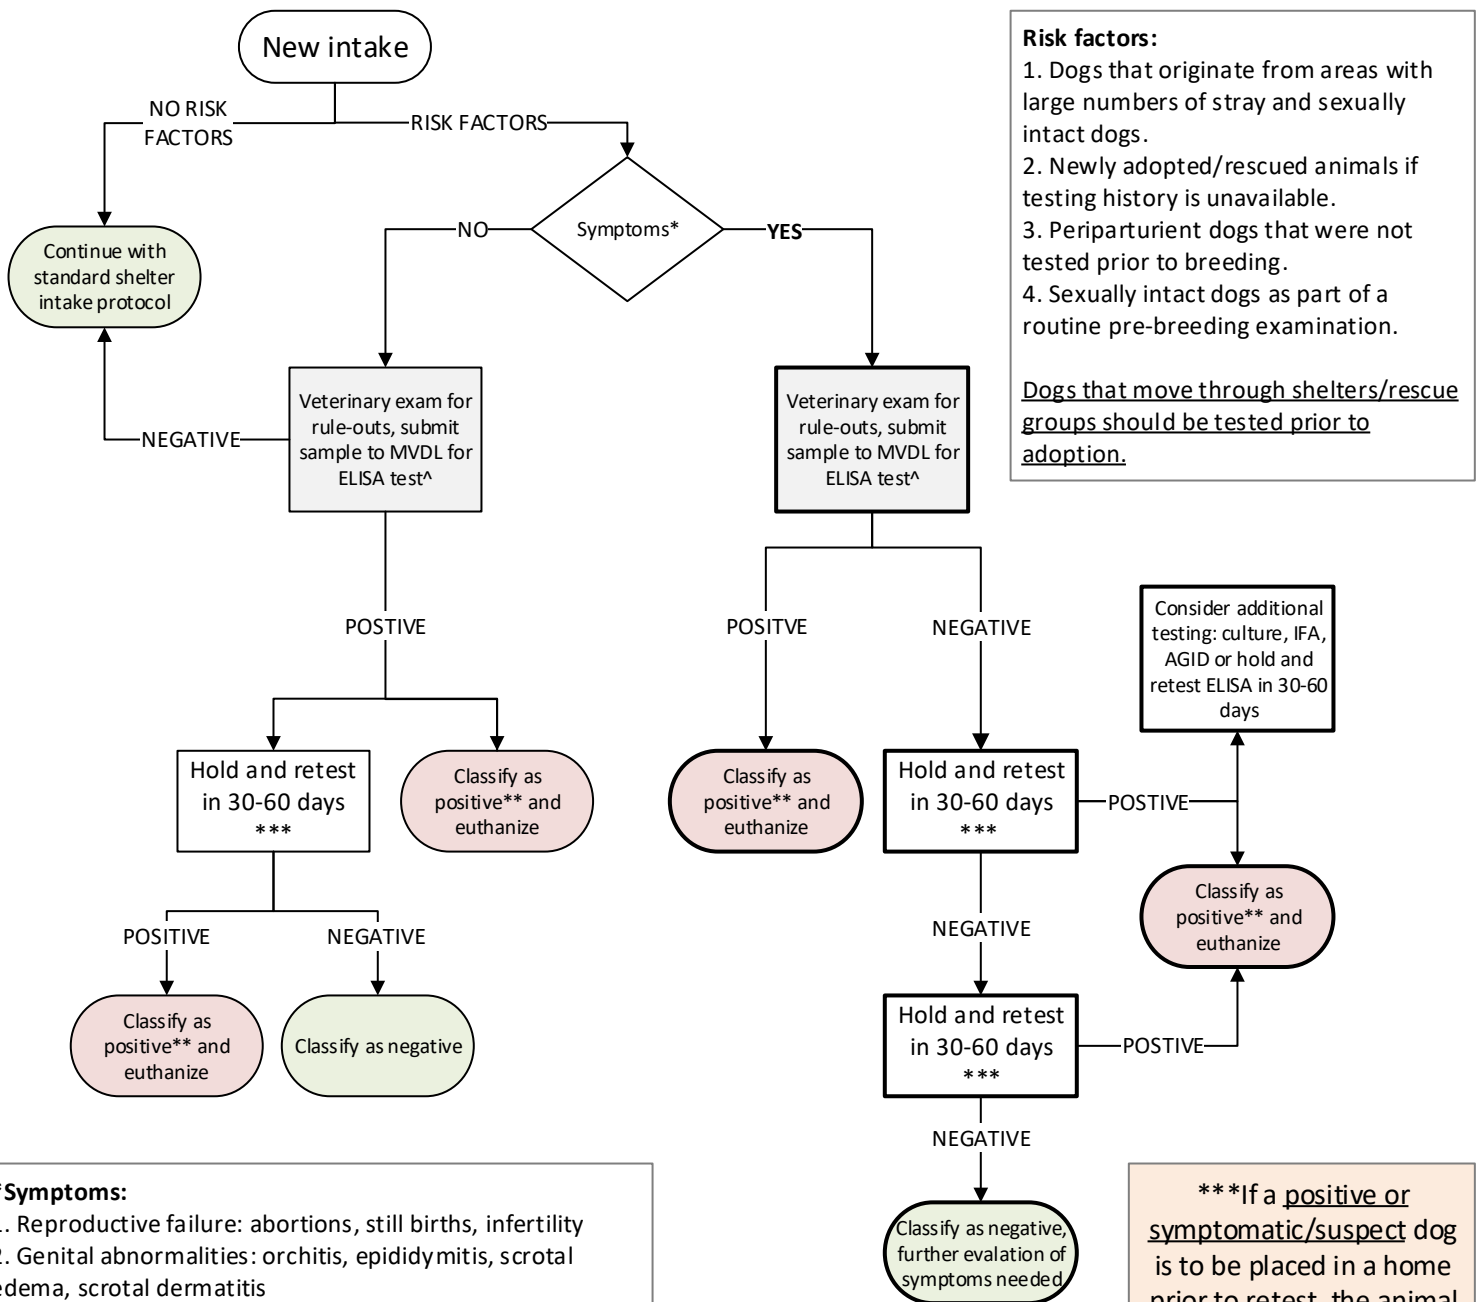 New intake
NO RISK
FACTORS
RISK FACTORS
Risk factors:
1. Dogs that originate from areas with
large numbers of stray and sexually
intact dogs.
2. Newly adopted/rescued animals if
testing history is unavailable.
3. Periparturient dogs that were not
tested prior to breeding.
4. Sexually intact dogs as part of a
routine pre-breeding examination.
Dogs that move through shelters/rescue
groups should be tested prior to
adoption.
Symptoms*
NO
YES
Continue with
standard shelter
intake protocol
Veterinary exam for
rule-outs, submit
sample to MVDL for
ELISA test^
NEGATIVE
Veterinary exam for
rule-outs, submit
sample to MVDL for
ELISA test^
POSTIVE
POSITVE
NEGATIVE
Consider additional
testing: culture, IFA,
AGID or hold and
retest ELISA in 30-60
days
Hold and retest
in 30-60 days
***
Classify as
positive** and
euthanize
Classify as
positive** and
euthanize
Hold and retest
in 30-60 days
***
POSTIVE
Classify as
positive** and
euthanize
POSITIVE
NEGATIVE
NEGATIVE
Classify as
positive** and
euthanize
Classify as negative
Hold and retest
in 30-60 days
***
POSTIVE
NEGATIVE
Classify as negative,
further evalation of
symptoms needed
*Symptoms:
1. Reproductive failure: abortions, still births, infertility
2. Genital abnormalities: orchitis, epididymitis, scrotal
edema, scrotal dermatitis
***If a positive or
symptomatic/suspect dog
is to be placed in a home
prior to retest, the animal